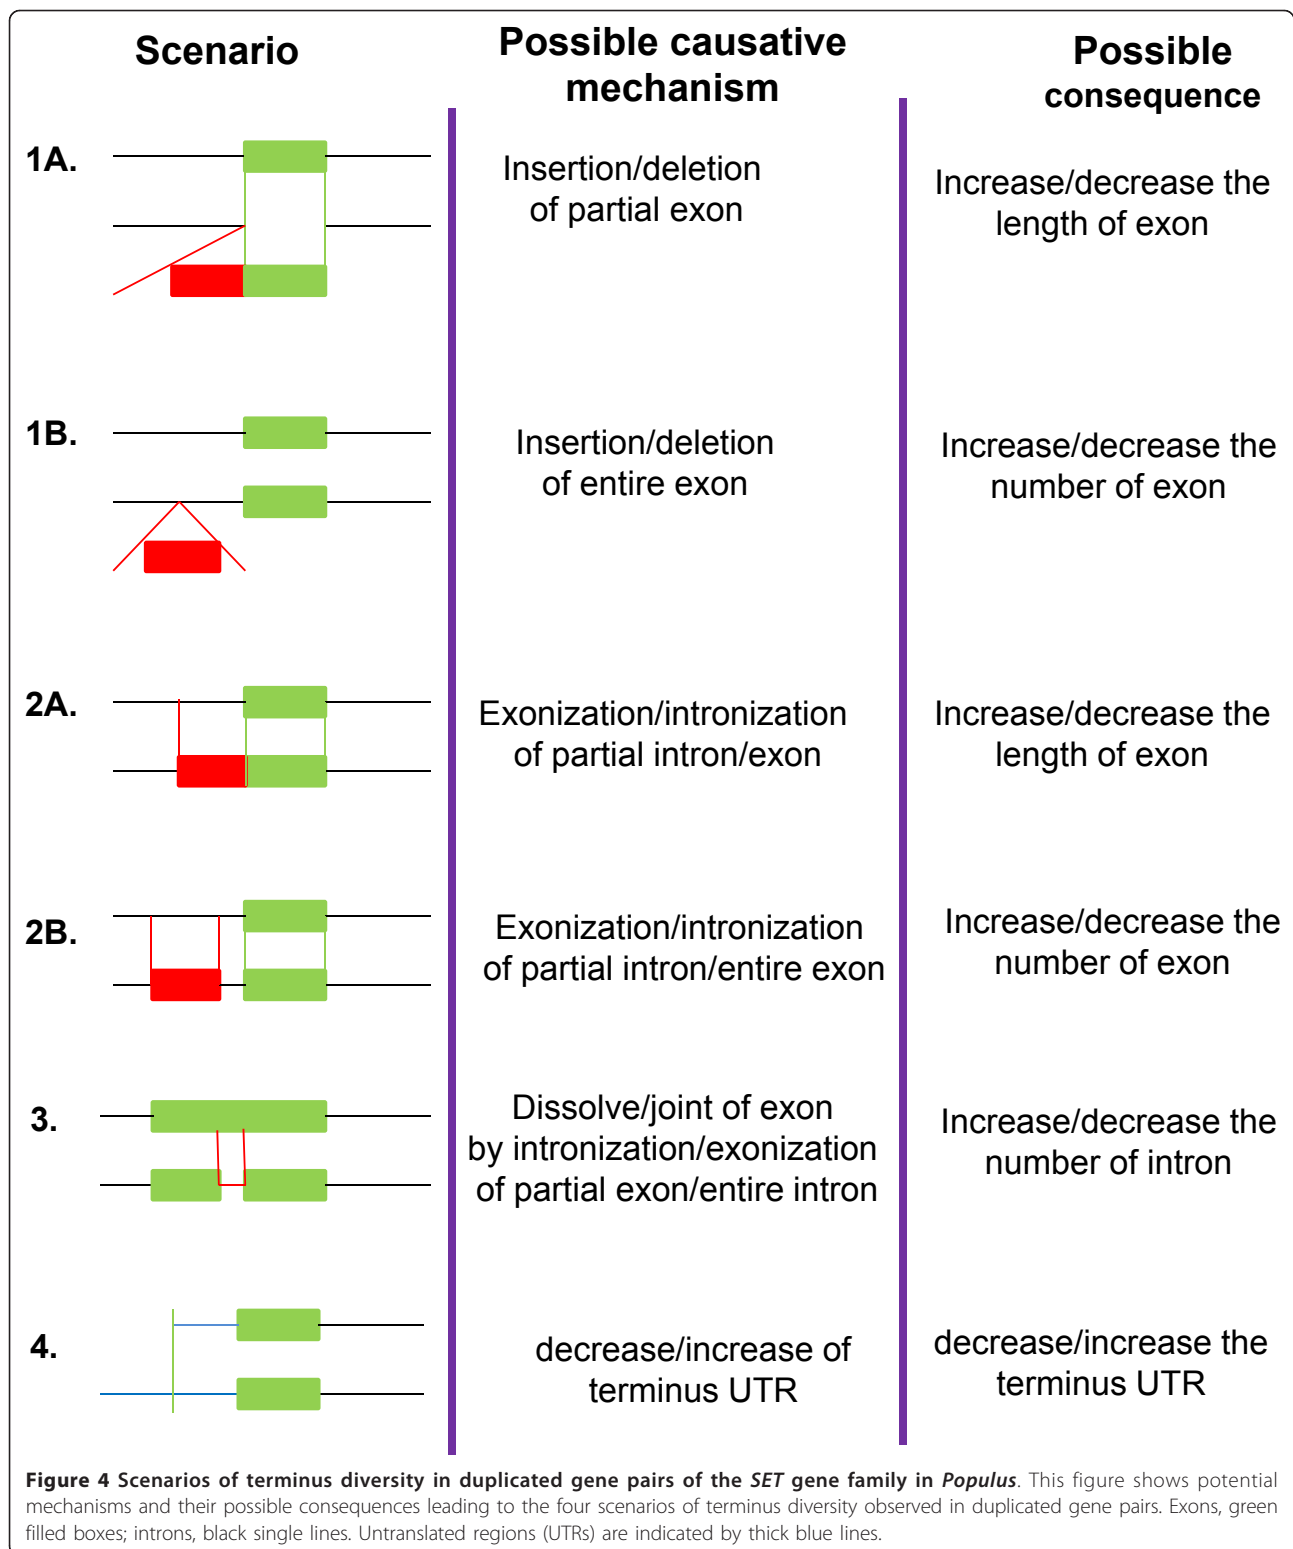 Scenario
Possible causative
mechanism
Possible
consequence
1A.
Insertion/deletion
of partial exon
Increase/decrease the
length of exon
1B.
Insertion/deletion
of entire exon
Increase/decrease the
number of exon
2A.
Exonization/intronization
of partial intron/exon
Increase/decrease the
length of exon
2B.
Exonization/intronization
of partial intron/entire exon
Increase/decrease the
number of exon
3.
Dissolve/joint of exon
by intronization/exonization
of partial exon/entire intron
Increase/decrease the
number of intron
4.
decrease/increase of
terminus UTR
decrease/increase the
terminus UTR
Figure 4 Scenarios of terminus diversity in duplicated gene pairs of the SET gene family in Populus. This figure shows potential
mechanisms and their possible consequences leading to the four scenarios of terminus diversity observed in duplicated gene pairs. Exons, green
filled boxes; introns, black single lines. Untranslated regions (UTRs) are indicated by thick blue lines.